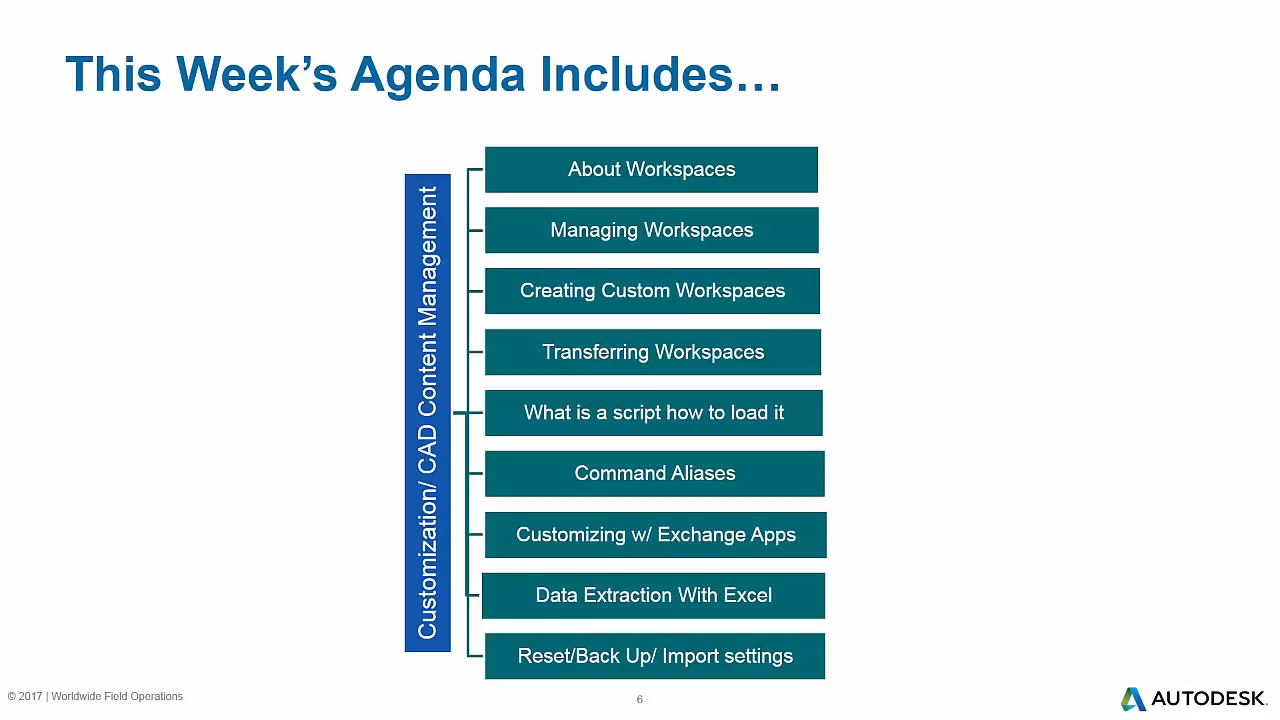 This Week’s Agenda Includes…
Customization/ CAD Content Management
About Workspaces
Managing Workspaces
Creating Custom Workspaces
Transferring Workspaces
What is a script how to load it
Command Aliases
Customizing w/ Exchange Apps
Data Extraction With Excel
Reset/Back Up/ Import settings
© 2017 | Worldwide Field Operations
6
AUTODESK.